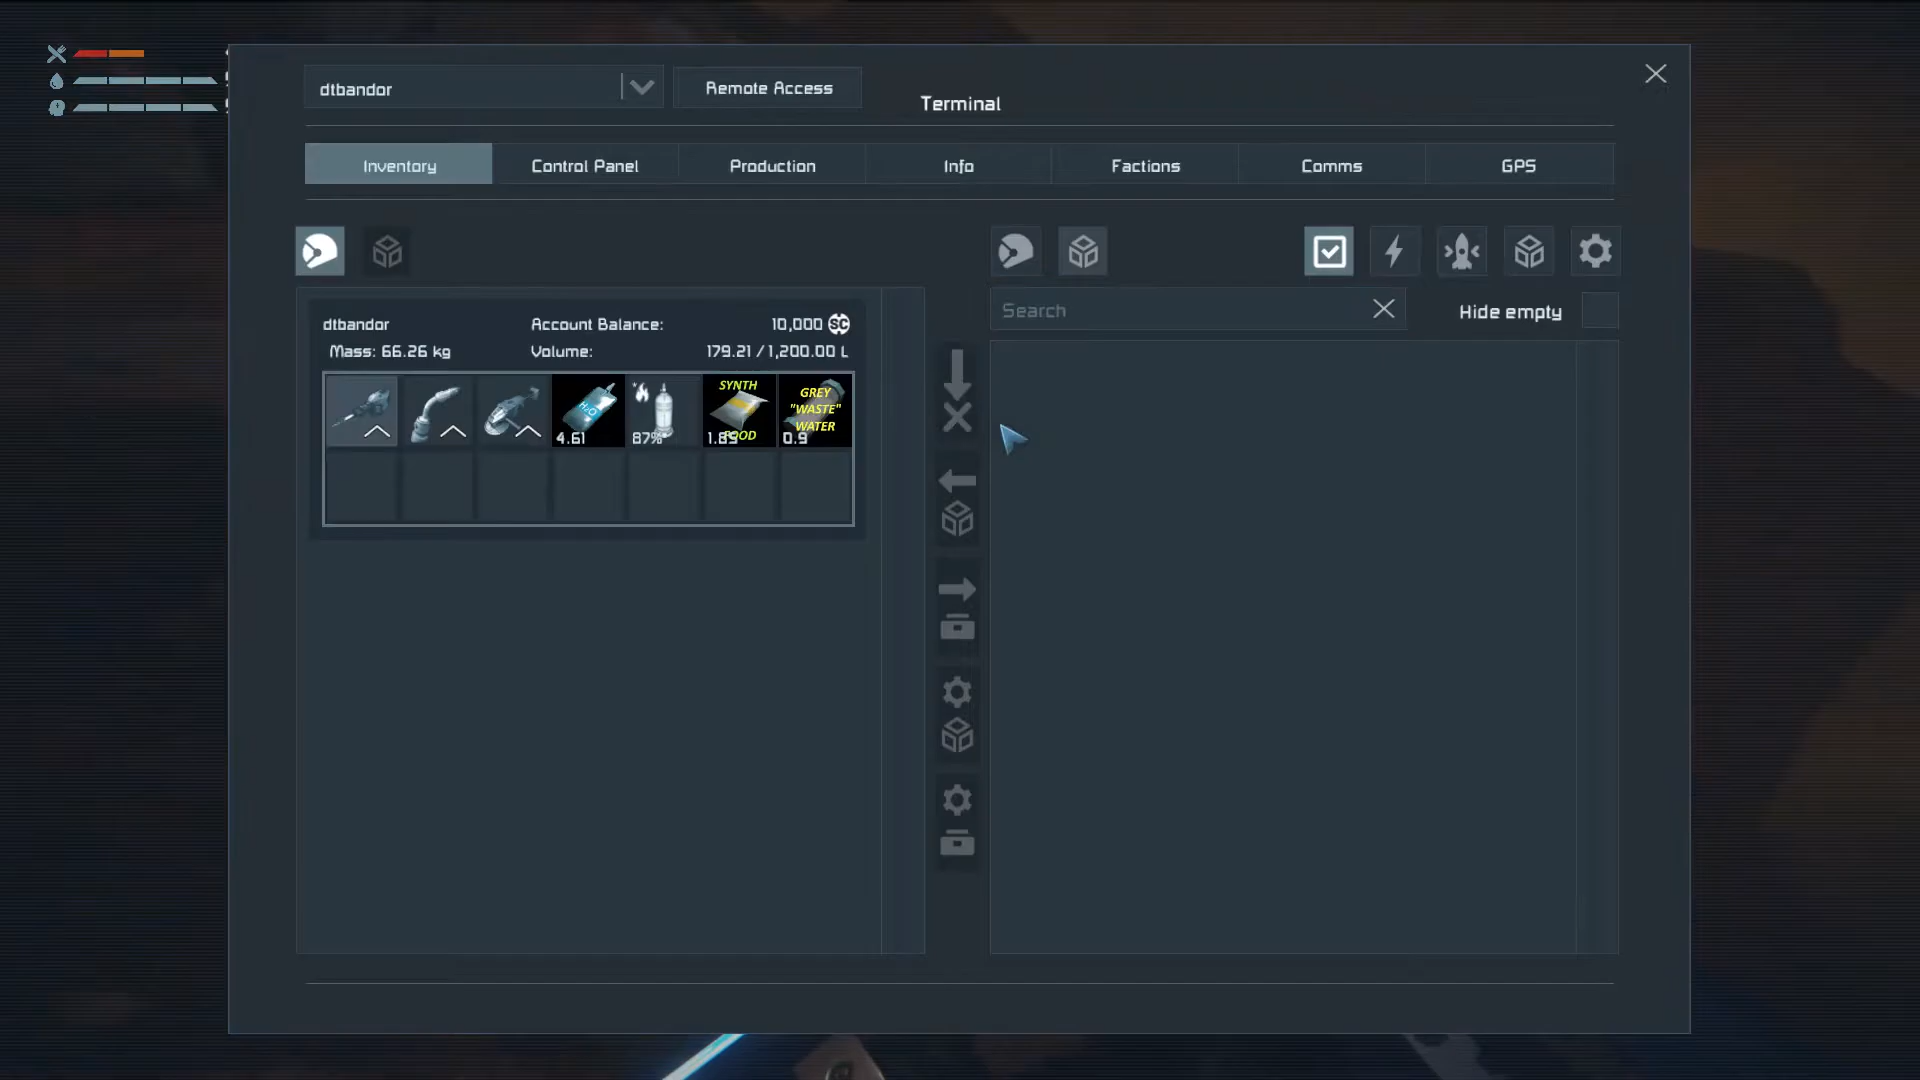 dtbandor
Remote Access
Terminal
Inventory
Control Panel
Production
Info
Factions
Comms
GPS
Search
Hide empty
dtbandor
Account Balance:
10,000 SC
Mass: 66.26 kg
Volume:
179.21 / 1,200.00 L
H2O
4.61
87%
SYNTH
FOOD
1.89
GREY
"WASTE"
WATER
0.9